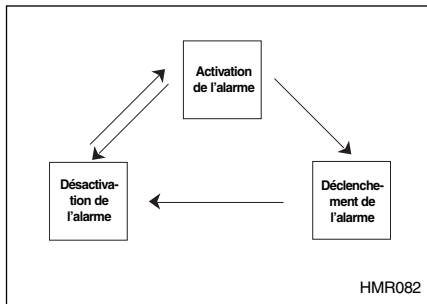 Activation
de l'alarme
Désactiva-
tion de
l'alarme
Déclenche-
ment de
l'alarme
HMR082